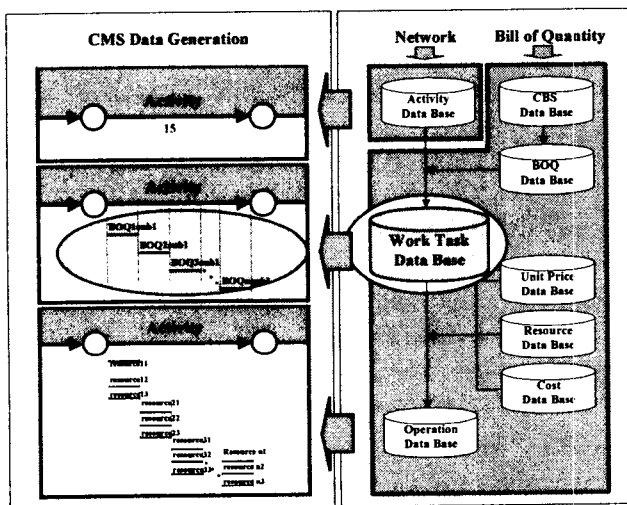 CMS Data Generation
Activity
15
Activity
BOQ1sub1
BOQ2sub1
BOQ3sub1
Activity
resource11
resource12
resource13
resource21
resource22
resource23
resource31
resource32
resource33
Resource n1
resource n2
resource n3
Network
Bill of Quantity
Activity
Data Base
CBS
Data Base
BOQ
Data Base
Work Task
Data Base
Unit Price
Data Base
Resource
Data Base
Cost
Data Base
Operation
Data Base